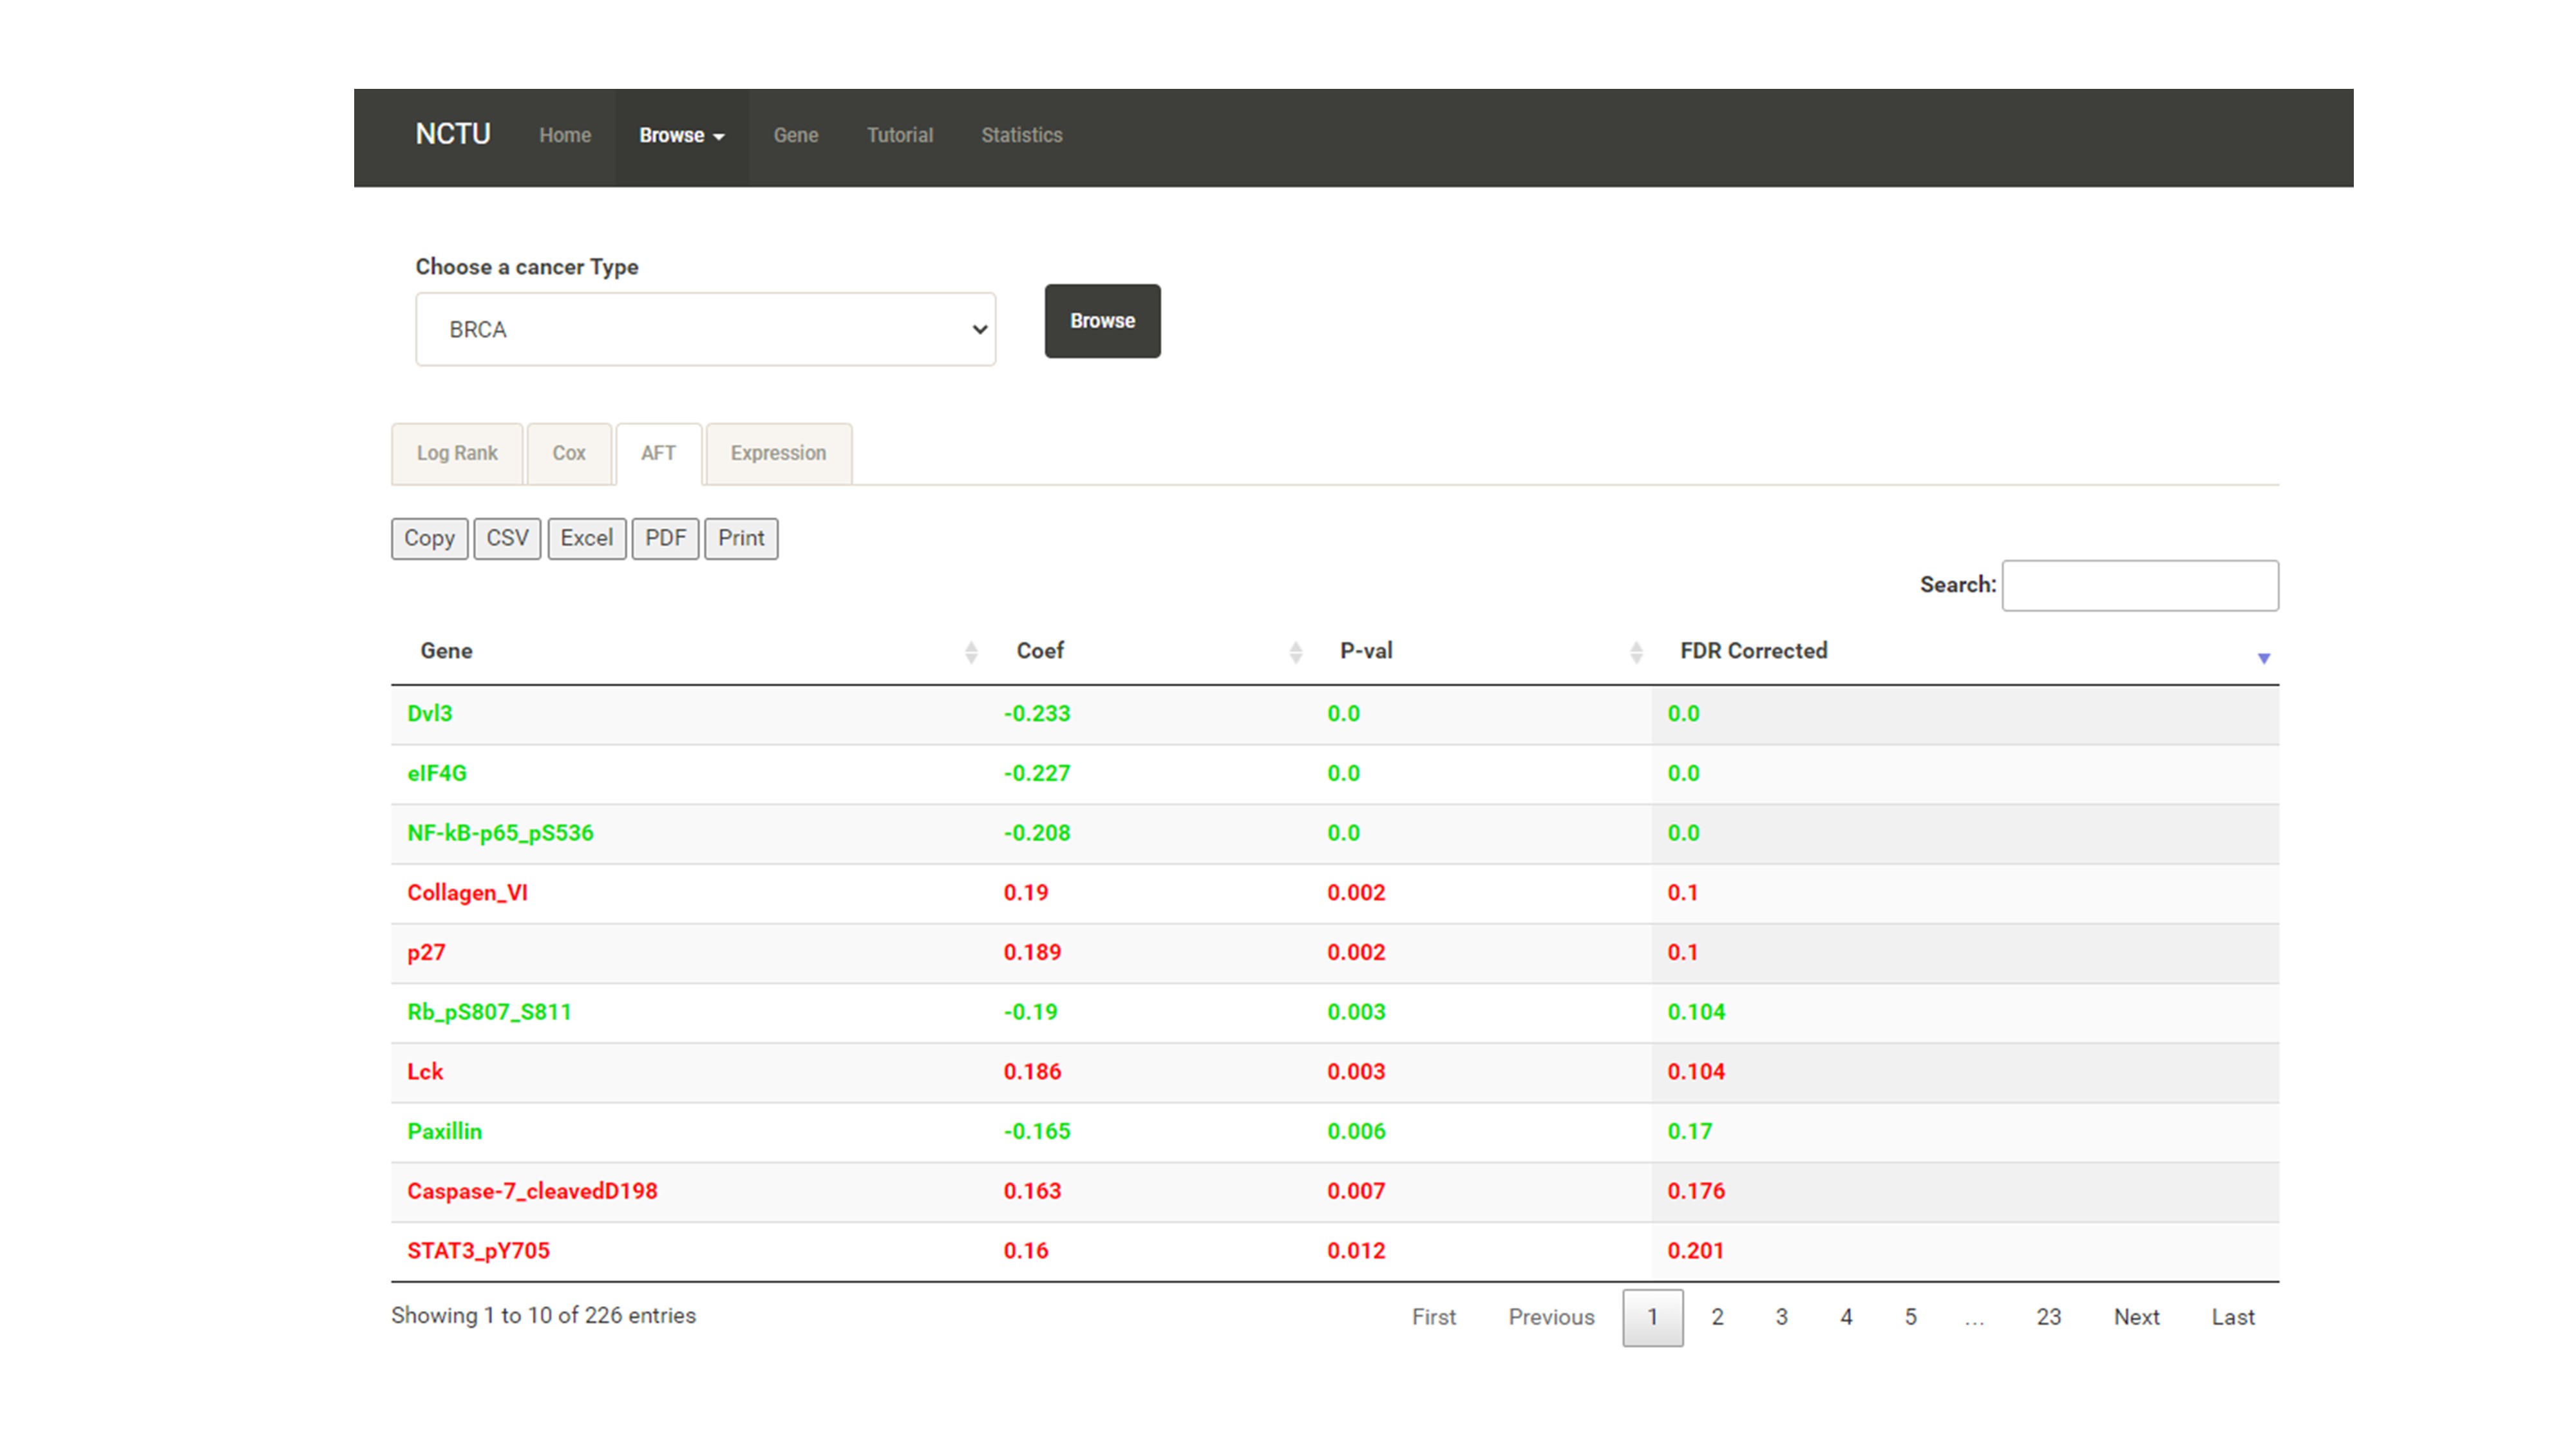 NCTU Home Browse Gene Tutorial Statistics
Choose a cancer Type
BRCA
Browse
Log Rank Cox AFT Expression
Copy CSV Excel PDF Print
Search:
Gene Coef P-val FDR Corrected
Dvl3 -0.233 0.0 0.0
eIF4G -0.227 0.0 0.0
NF-kB-p65_pS536 -0.208 0.0 0.0
Collagen_VI 0.19 0.002 0.1
p27 0.189 0.002 0.1
Rb_pS807_S811 -0.19 0.003 0.104
Lck 0.186 0.003 0.104
Paxillin -0.165 0.006 0.17
Caspase-7_cleavedD198 0.163 0.007 0.176
STAT3_pY705 0.16 0.012 0.201
Showing 1 to 10 of 226 entries First Previous 1 2 3 4 5 ... 23 Next Last